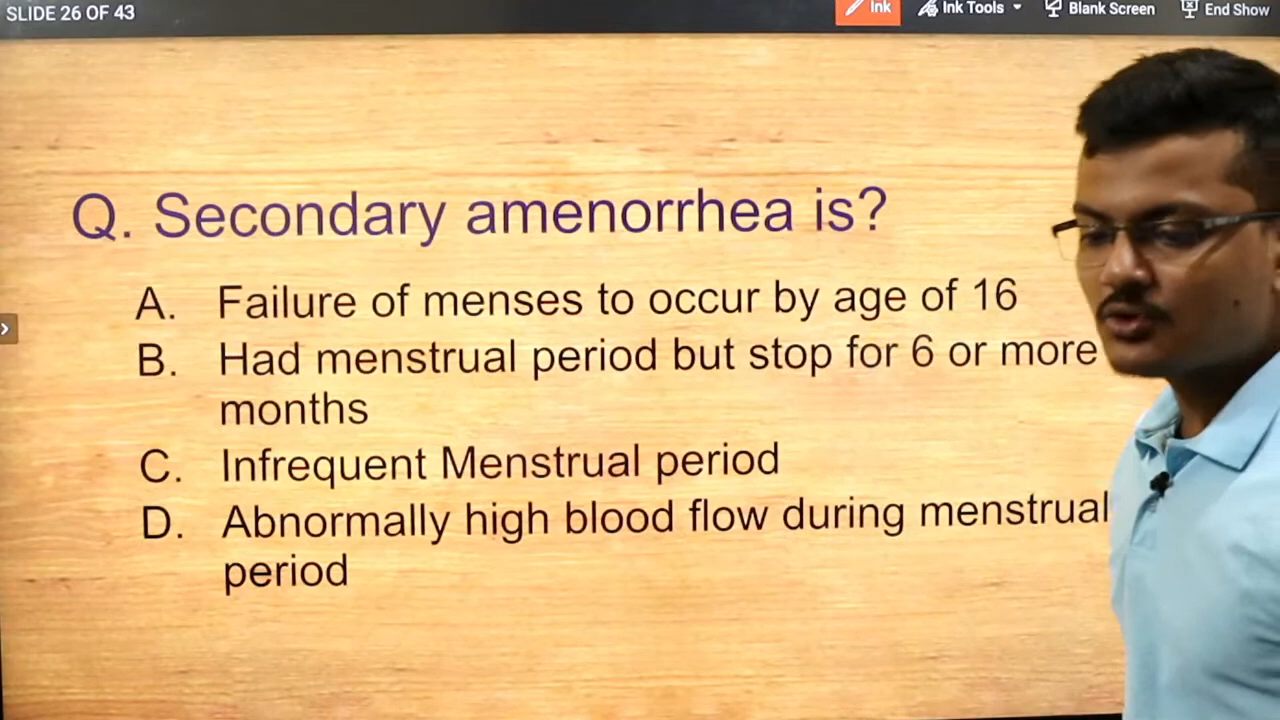 SLIDE 26 OF 43
Ink
Ink Tools
Blank Screen
End Show
Q. Secondary amenorrhea is?
A. Failure of menses to occur by age of 16
B. Had menstrual period but stop for 6 or more
months
C. Infrequent Menstrual period
D. Abnormally high blood flow during menstrual
period